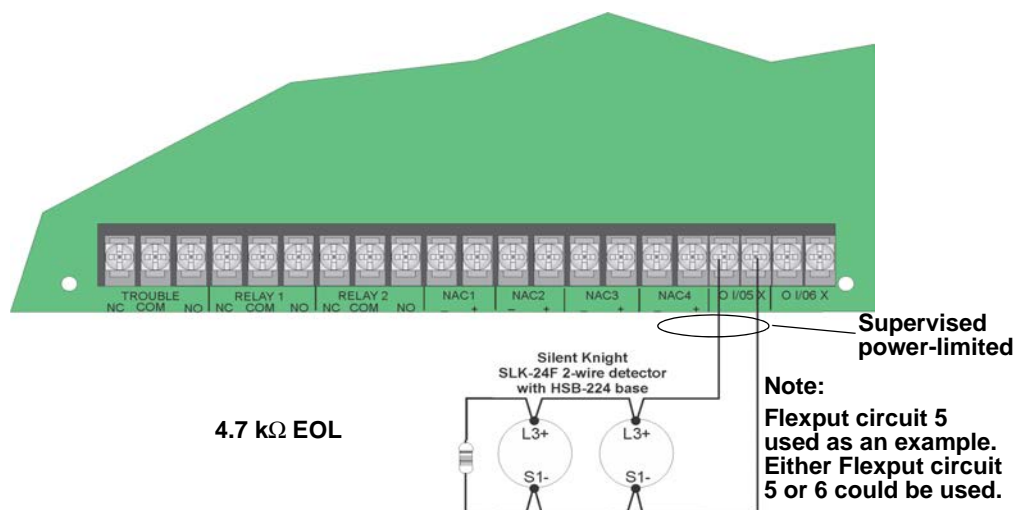 TROUBLE RELAY 1 RELAY 2 NAC1 NAC2 NAC3 NAC4 O I/05 X O I/06 X
NC COM NO NC COM NO NC COM NO – + – + – + – +
Supervised
power-limited
Silent Knight
SLK-24F 2-wire detector
with HSB-224 base
Note:
Flexput circuit 5
used as an example.
Either Flexput circuit
5 or 6 could be used.
4.7 kΩ EOL
L3+ L3+
S1- S1-